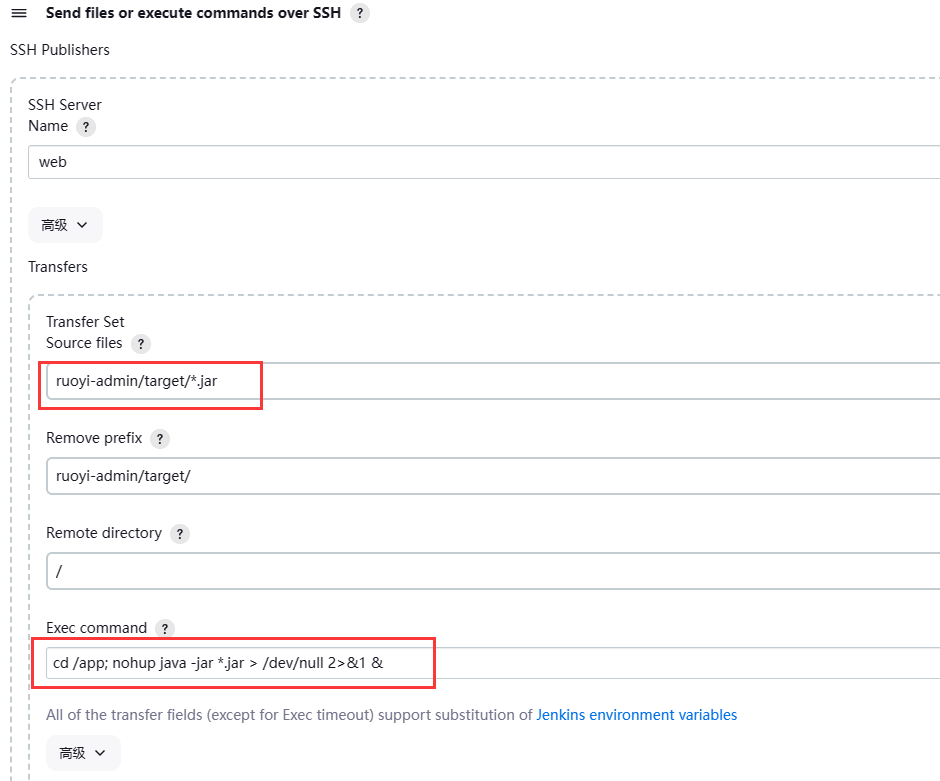 Send files or execute commands over SSH ?
SSH Publishers
SSH Server
Name ?
web
高级
Transfers
Transfer Set
Source files ?
ruoyi-admin/target/*.jar
Remove prefix ?
ruoyi-admin/target/
Remote directory ?
/
Exec command ?
cd /app; nohup java -jar *.jar > /dev/null 2>&1 &
All of the transfer fields (except for Exec timeout) support substitution of Jenkins environment variables
高级